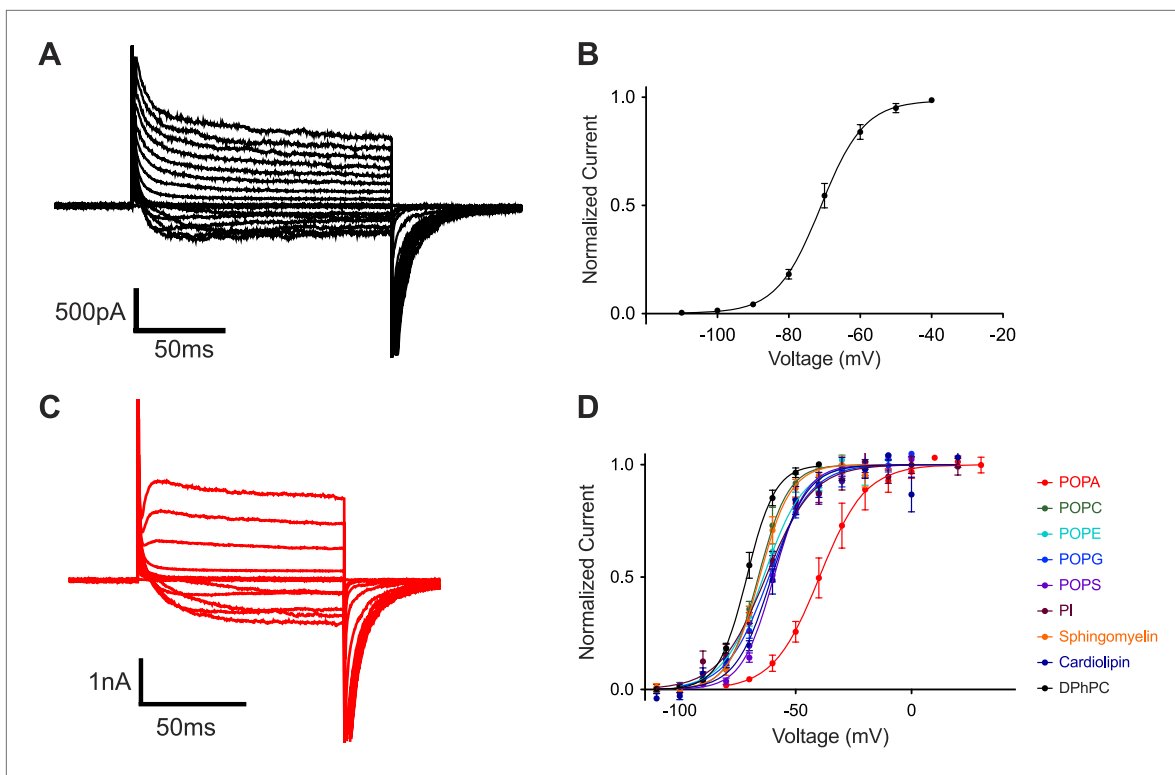 A
500pA
50ms
B
Normalized Current
1.0
0.5
0.0
-100
-80
-60
-40
-20
Voltage (mV)
C
1nA
50ms
D
Normalized Current
1.0
0.5
0.0
-100
-50
0
Voltage (mV)
POPA
POPC
POPE
POPG
POPS
PI
Sphingomyelin
Cardiolipin
DPhPC